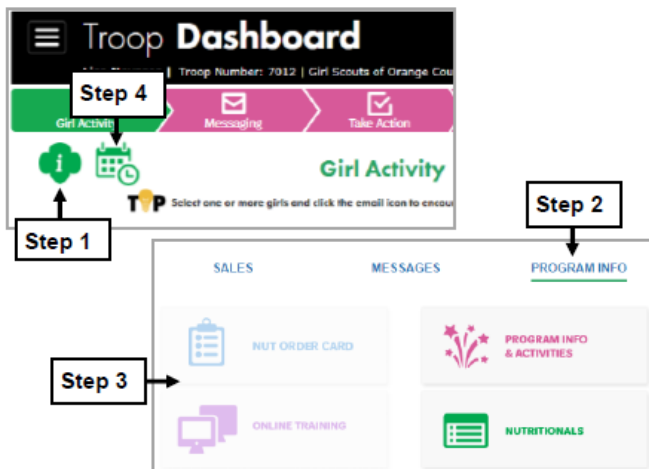 Troop Dashboard
| Troop Number: 7012 | Girl Scouts of Orange Cou
Step 4
Girl Activity
Messaging
Take Action
i
Girl Activity
TIP Select one or more girls and click the email icon to encou
Step 1
Step 2
SALES
MESSAGES
PROGRAM INFO
NUT ORDER CARD
PROGRAM INFO
& ACTIVITIES
Step 3
ONLINE TRAINING
NUTRITIONALS